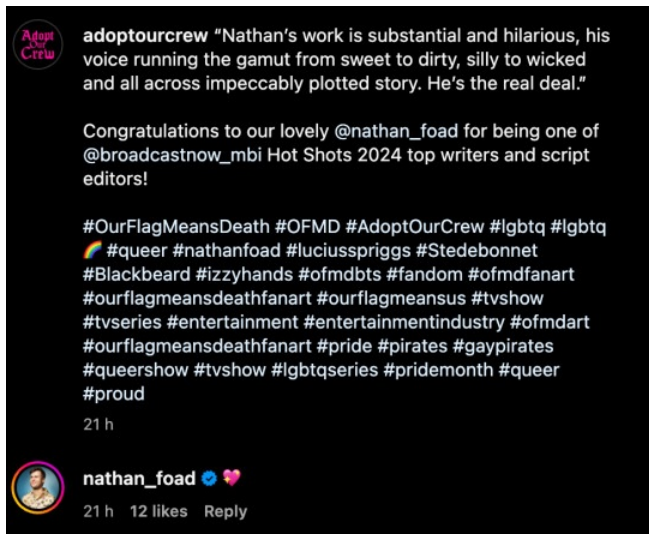 Adopt
Our
Crew
adoptourcrew “Nathan’s work is substantial and hilarious, his
voice running the gamut from sweet to dirty, silly to wicked
and all across impeccably plotted story. He’s the real deal.”
Congratulations to our lovely @nathan_foad for being one of
@broadcastnow_mbi Hot Shots 2024 top writers and script
editors!
#OurFlagMeansDeath #OFMD #AdoptOurCrew #lgbtq #lgbtq
🌈 #queer #nathanfoad #luciusspriggs #Stedebonnet
#Blackbeard #izzyhands #ofmdbts #fandom #ofmdfanart
#ourflagmeansdeathfanart #ourflagmeansus #tvshow
#tvseries #entertainment #entertainmentindustry #ofmdart
#ourflagmeansdeathfanart #pride #pirates #gaypirates
#queershow #tvshow #lgbtqseries #pridemonth #queer
#proud
21 h
nathan_foad 💖
21 h 12 likes Reply